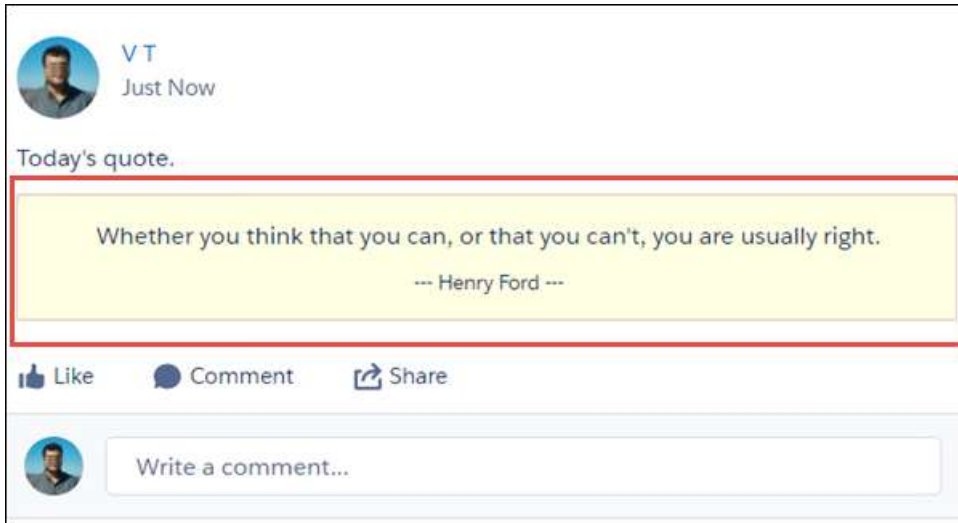 V T
Just Now
Today's quote.
Whether you think that you can, or that you can't, you are usually right.
--- Henry Ford ---
Like Comment Share
Write a comment...